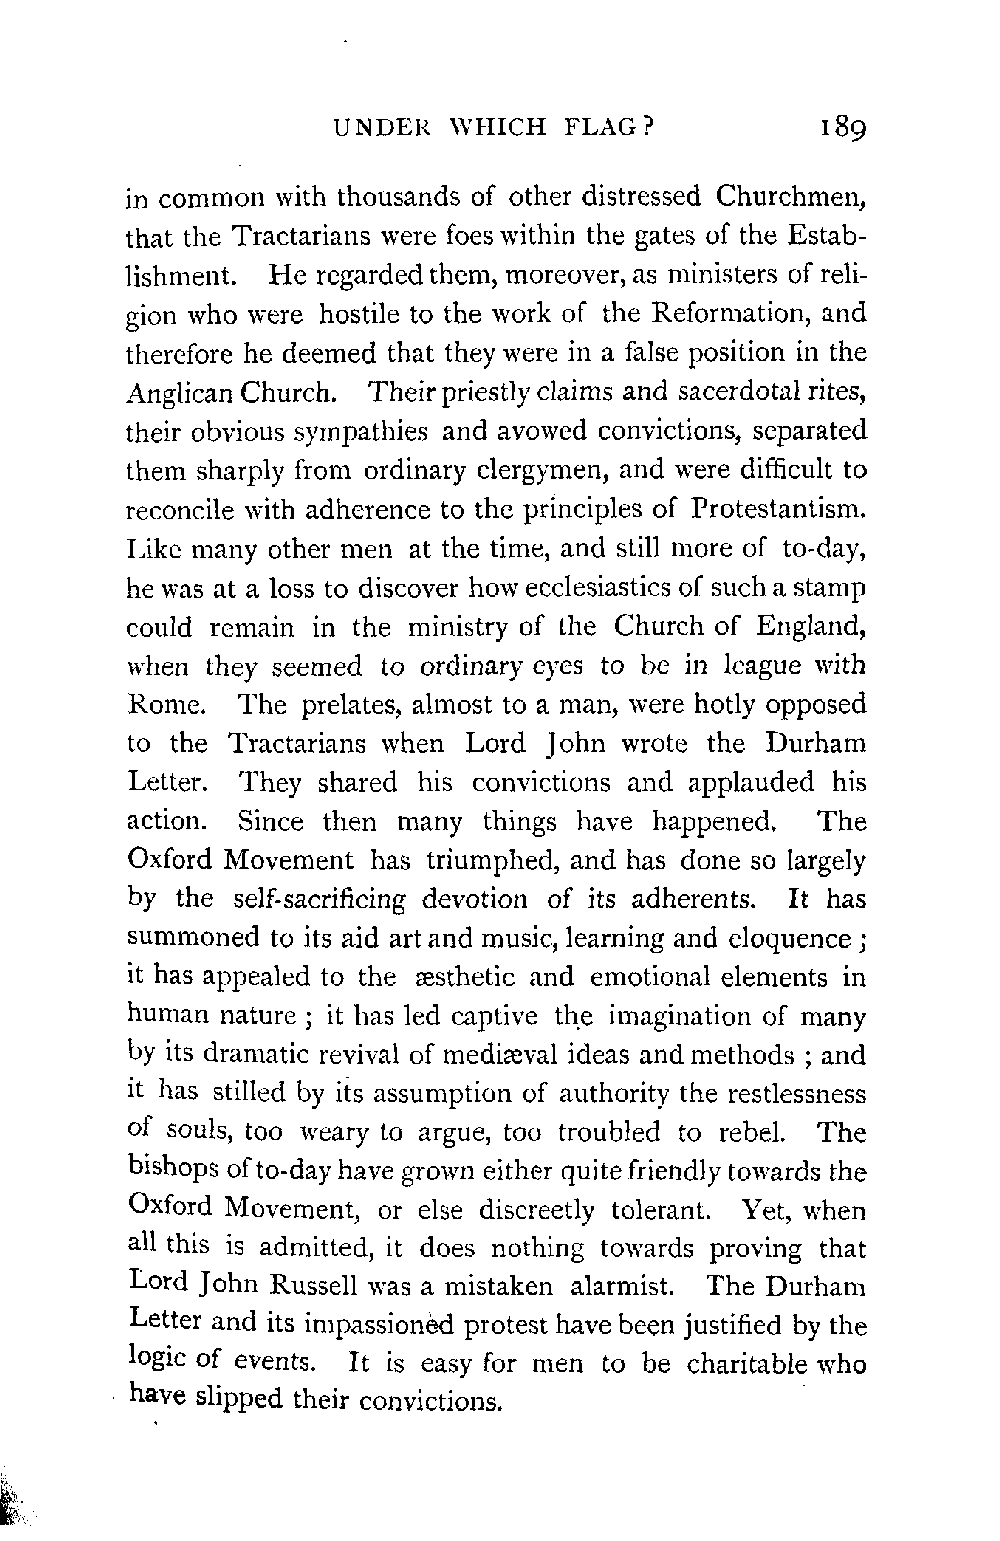 UNDER WHICH FLAG? 189
in common with thousands of other distressed Churchmen,
that the Tractarians were foes within the gates of the Estab-
lishment. He regarded them, moreover, as ministers of reli-
gion who were hostile to the work of the Reformation, and
therefore he deemed that they were in a false position in the
Anglican Church. Their priestly claims and sacerdotal rites,
their obvious sympathies and avowed convictions, separated
them sharply from ordinary clergymen, and were difficult to
reconcile with adherence to the principles of Protestantism.
Like many other men at the time, and still more of to-day,
he was at a loss to discover how ecclesiastics of such a stamp
could remain in the ministry of the Church of England,
when they seemed to ordinary eyes to be in league with
Rome. The prelates, almost to a man, were hotly opposed
to the Tractarians when Lord John wrote the Durham
Letter. They shared his convictions and applauded his
action. Since then many things have happened. The
Oxford Movement has triumphed, and has done so largely
by the self-sacrificing devotion of its adherents. It has
summoned to its aid art and music, learning and eloquence ;
it has appealed to the æsthetic and emotional elements in
human nature ; it has led captive the imagination of many
by its dramatic revival of mediæval ideas and methods ; and
it has stilled by its assumption of authority the restlessness
of souls, too weary to argue, too troubled to rebel. The
bishops of to-day have grown either quite friendly towards the
Oxford Movement, or else discreetly tolerant. Yet, when
all this is admitted, it does nothing towards proving that
Lord John Russell was a mistaken alarmist. The Durham
Letter and its impassioned protest have been justified by the
logic of events. It is easy for men to be charitable who
have slipped their convictions.